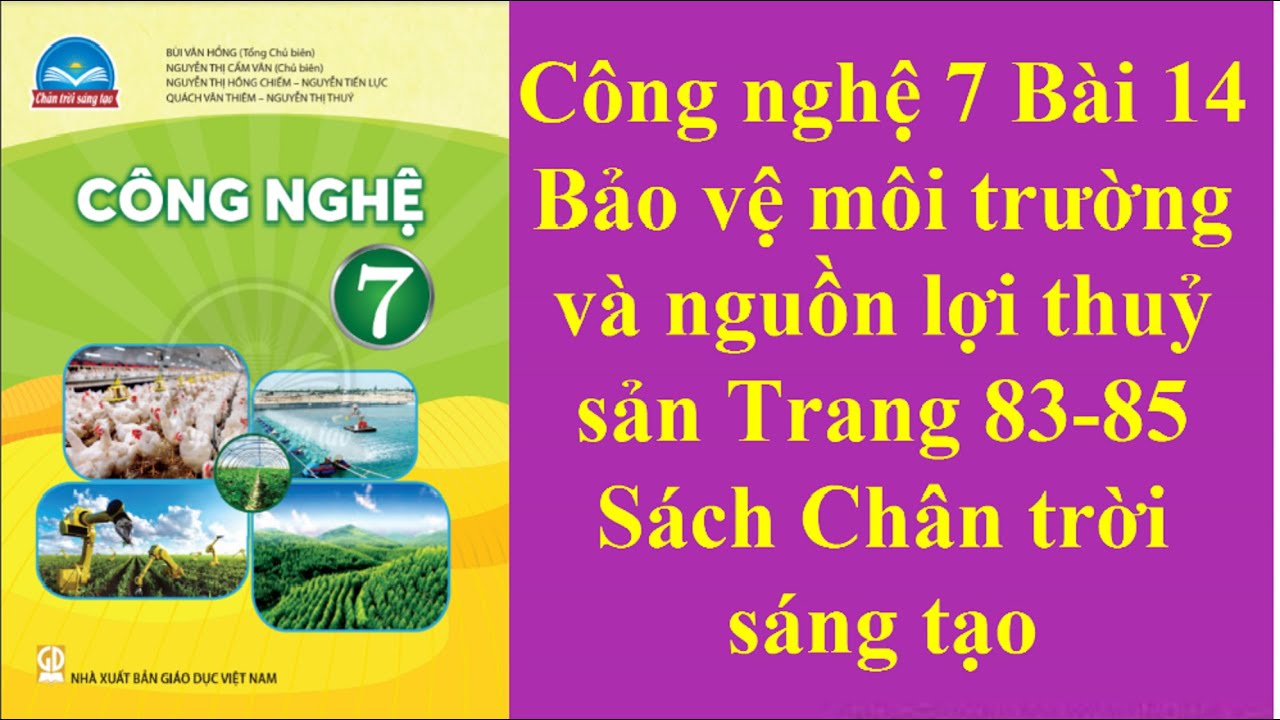 BÙI VĂN HỒNG (Tổng Chủ biên)
NGUYỄN THỊ CẨM VÂN (Chủ biên)
NGUYỄN THỊ HỒNG CHIẾM – NGUYỄN TIẾN LỰC
QUÁCH VĂN THIÊM – NGUYỄN THỊ THUÝ
Chân trời sáng tạo
CÔNG NGHỆ
7
GD
NHÀ XUẤT BẢN GIÁO DỤC VIỆT NAM
Công nghệ 7 Bài 14
Bảo vệ môi trường
và nguồn lợi thuỷ
sản Trang 83-85
Sách Chân trời
sáng tạo